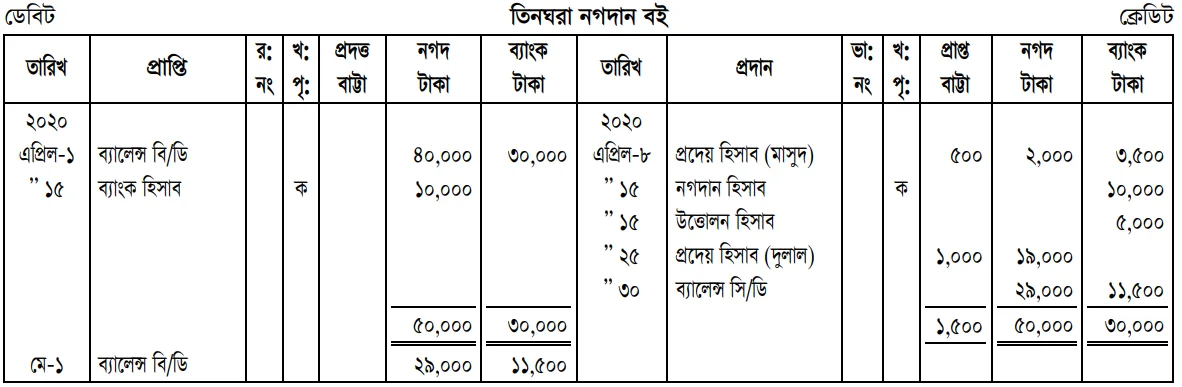 ডেবিট তিনঘরা নগদান বই ক্রেডিট
তারিখ প্রাপ্তি র: নং খ: পৃ: প্রদত্ত বাট্টা নগদ টাকা ব্যাংক টাকা তারিখ প্রদান ভা: নং খ: পৃ: প্রাপ্ত বাট্টা নগদ টাকা ব্যাংক টাকা
২০২০ ২০২০
এপ্রিল-১ ব্যালেন্স বি/ডি ৪০,০০০ ৩০,০০০ এপ্রিল-৮ প্রদেয় হিসাব (মাসুদ) ৫০০ ২,০০০ ৩,৫০০
” ১৫ ব্যাংক হিসাব ক ১০,০০০ ” ১৫ নগদান হিসাব ক ১০,০০০
” ১৫ উত্তোলন হিসাব ৫,০০০
” ২৫ প্রদেয় হিসাব (দুলাল) ১,০০০ ১৯,০০০
” ৩০ ব্যালেন্স সি/ডি ২৯,০০০ ১১,৫০০
৫০,০০০ ৩০,০০০ ১,৫০০ ৫০,০০০ ৩০,০০০
মে-১ ব্যালেন্স বি/ডি ২৯,০০০ ১১,৫০০